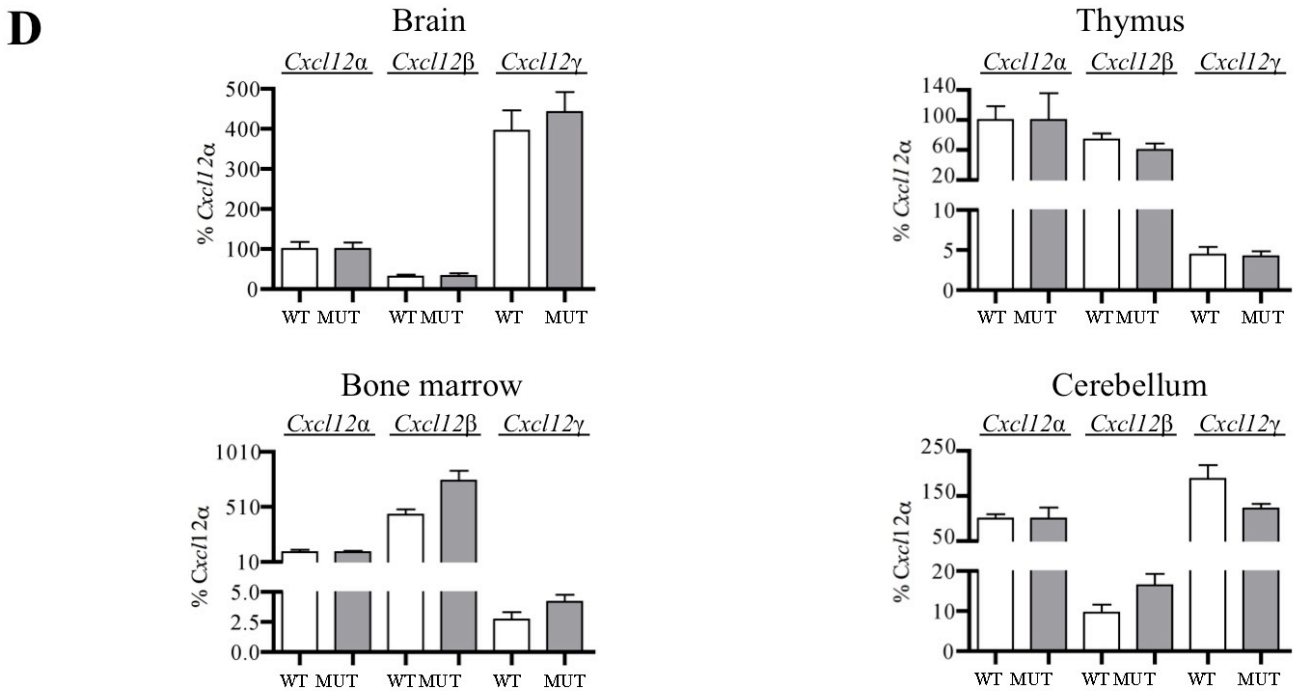 D
Brain
Cxcl12α Cxcl12β Cxcl12γ
% Cxcl12α
500
400
300
200
100
0
WT MUT WT MUT WT MUT
Thymus
Cxcl12α Cxcl12β Cxcl12γ
% Cxcl12α
140
100
60
20
10
5
0
WT MUT WT MUT WT MUT
Bone marrow
Cxcl12α Cxcl12β Cxcl12γ
% Cxcl12α
1010
510
10
5.0
2.5
0.0
WT MUT WT MUT WT MUT
Cerebellum
Cxcl12α Cxcl12β Cxcl12γ
% Cxcl12α
250
150
50
20
10
0
WT MUT WT MUT WT MUT